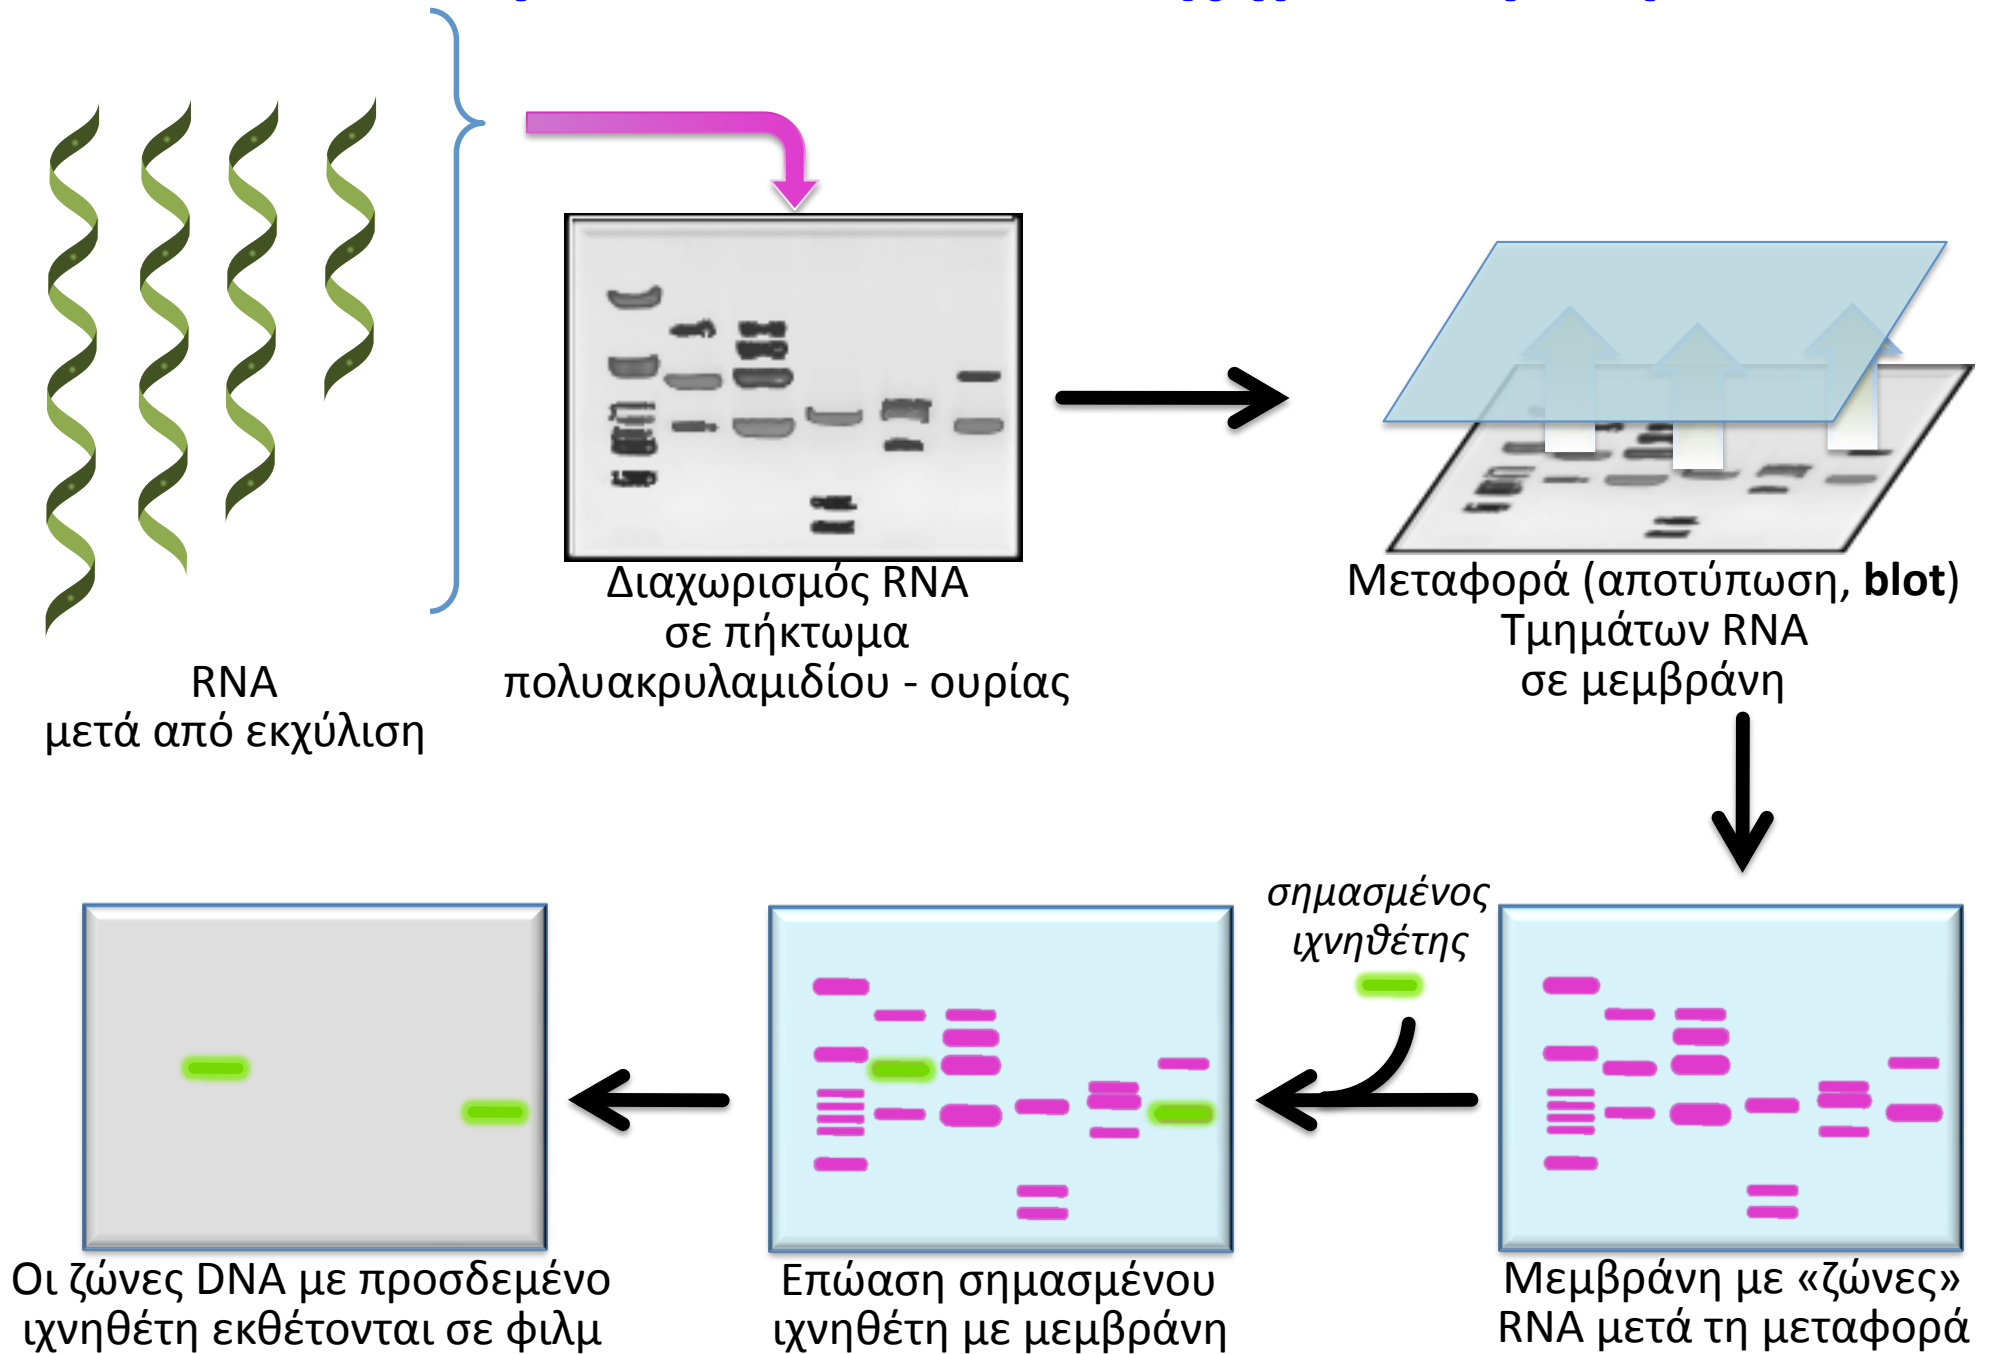 RNA
μετά από εκχύλιση
Διαχωρισμός RNA
σε πήκτωμα
πολυακρυλαμιδίου - ουρίας
Μεταφορά (αποτύπωση, blot)
Τμημάτων RNA
σε μεμβράνη
σημασμένος
ιχνηθέτης
Μεμβράνη με «ζώνες»
RNA μετά τη μεταφορά
Επώαση σημασμένου
ιχνηθέτη με μεμβράνη
Οι ζώνες DNA με προσδεμένο
ιχνηθέτη εκθέτονται σε φιλμ